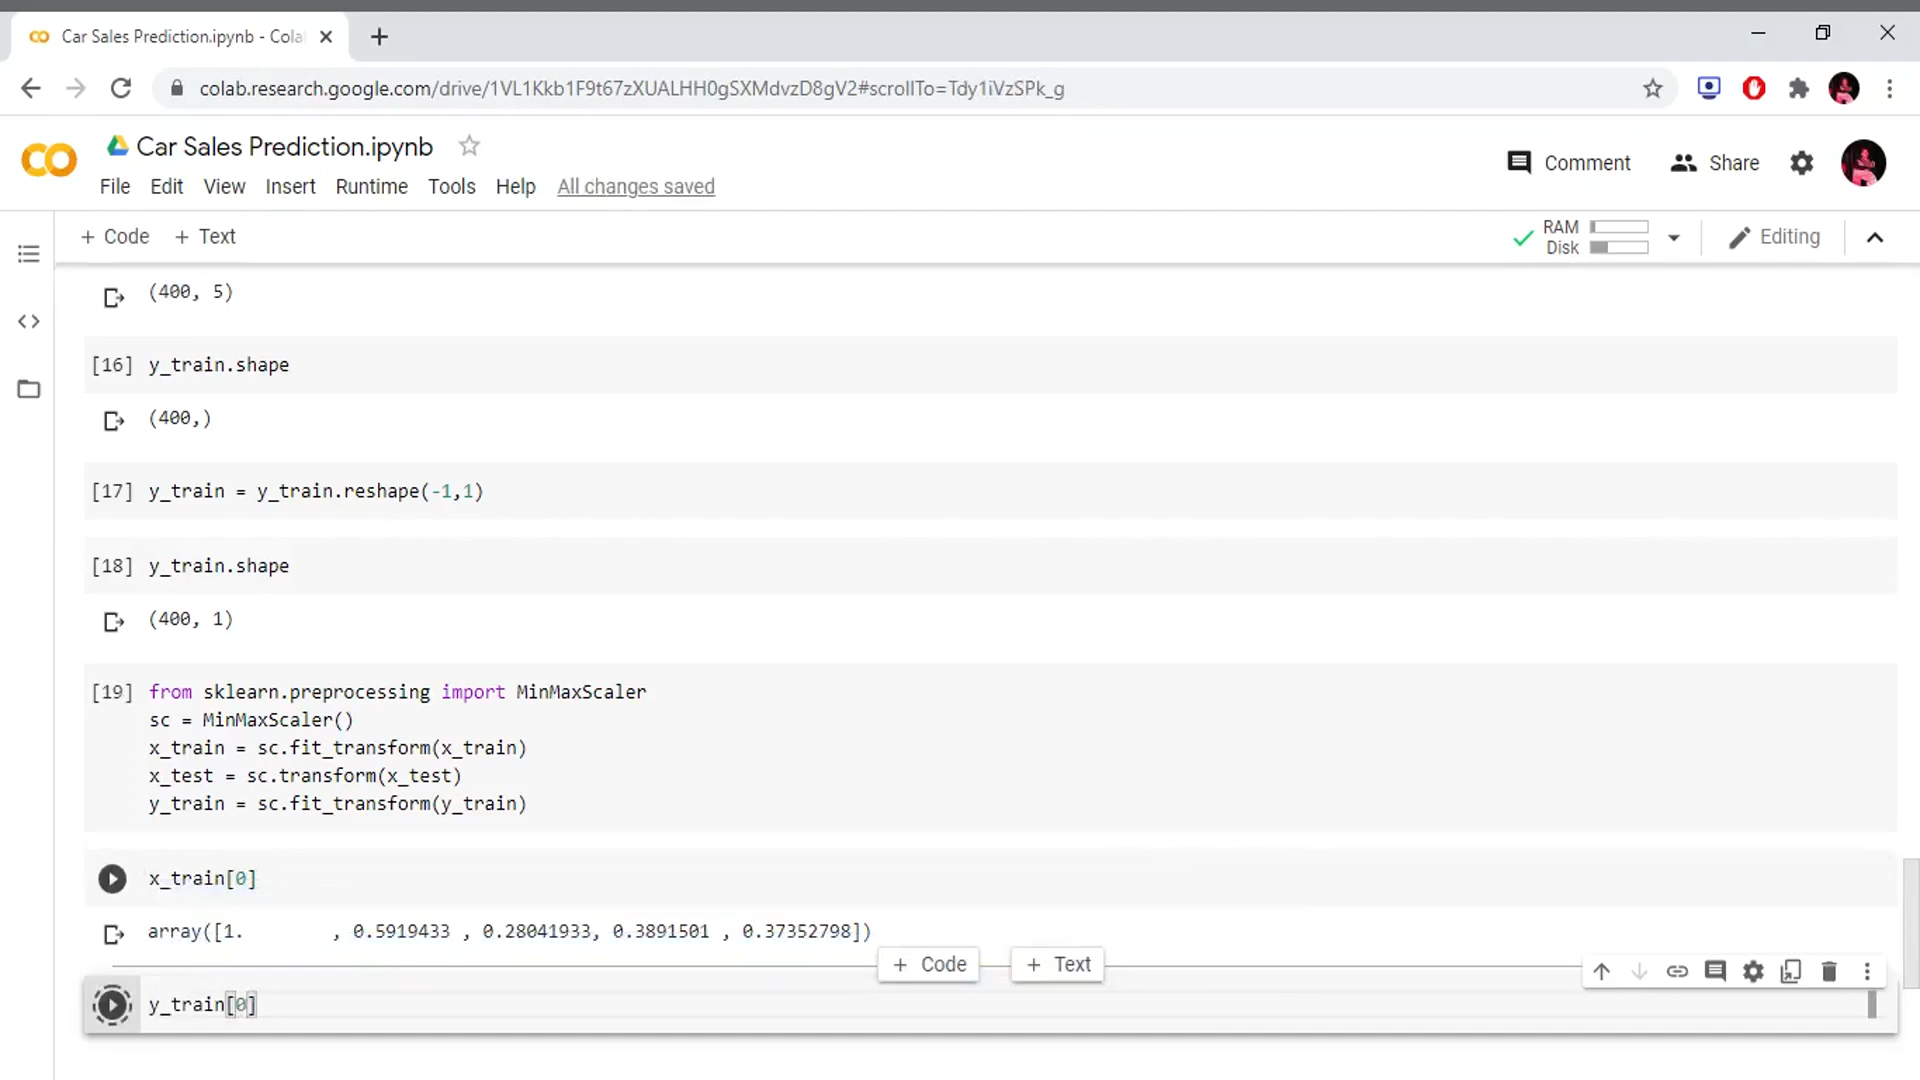 Car Sales Prediction.ipynb - Cola
colab.research.google.com/drive/1VL1Kkb1F9t67zXUALHH0gSXMdvzD8gV2#scrollTo=Tdy1iVzSPk_g
Car Sales Prediction.ipynb
Comment Share
File Edit View Insert Runtime Tools Help All changes saved
+ Code + Text
RAM
Disk
Editing
(400, 5)
[16] y_train.shape
(400,)
[17] y_train = y_train.reshape(-1,1)
[18] y_train.shape
(400, 1)
[19] from sklearn.preprocessing import MinMaxScaler
sc = MinMaxScaler()
x_train = sc.fit_transform(x_train)
x_test = sc.transform(x_test)
y_train = sc.fit_transform(y_train)
x_train[0]
array([1.        , 0.5919433 , 0.28041933, 0.3891501 , 0.37352798])
+ Code + Text
y_train[0]